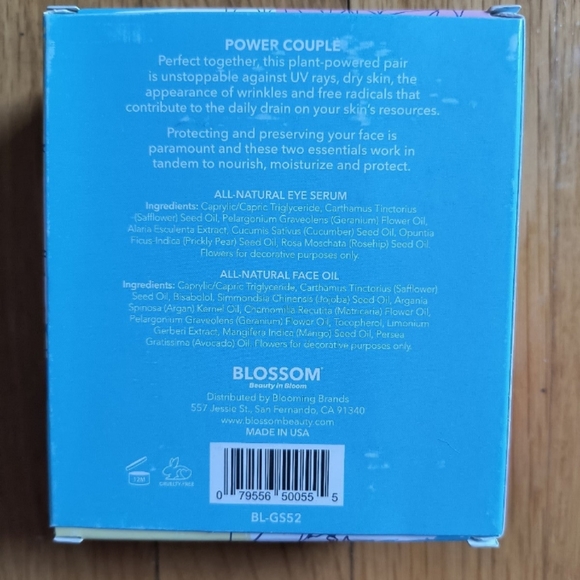 POWER COUPLE
Perfect together, this plant-powered pair
is unstoppable against UV rays, dry skin, the
appearance of wrinkles and free radicals that
contribute to the daily drain on your skin's resources.
Protecting and preserving your face is
paramount and these two essentials work in
tandem to nourish, moisturize and protect.
ALL-NATURAL EYE SERUM
Ingredients: Caprylic/Capric Triglyceride, Carthamus Tinctorius
(Safflower) Seed Oil, Pelargonium Graveolens (Geranium) Flower Oil,
Alaria Esculenta Extract, Cucumis Sativus (Cucumber) Seed Oil, Opuntia
Ficus-Indica (Prickly Pear) Seed Oil, Rosa Moschata (Rosehip) Seed Oil.
Flowers for decorative purposes only.
ALL-NATURAL FACE OIL
Ingredients: Caprylic/Capric Triglyceride, Carthamus Tinctorius (Safflower)
Seed Oil, Bisabolol, Simmondsia Chinensis (Jojoba) Seed Oil, Argania
Spinosa (Argan) Kernel Oil, Chamomilla Recutita (Matricaria) Flower Oil,
Pelargonium Graveolens (Geranium) Flower Oil, Tocopherol, Limonium
Gerberi Extract, Mangifera Indica (Mango) Seed Oil, Persea
Gratissima (Avocado) Oil. Flowers for decorative purposes only.
BLOSSOM
Beauty in Bloom
Distributed by Blooming Brands
557 Jessie St., San Fernando, CA 91340
www.blossombeauty.com
MADE IN USA
12M
CRUELTY-FREE
0 79556 50055 5
BL-GS52